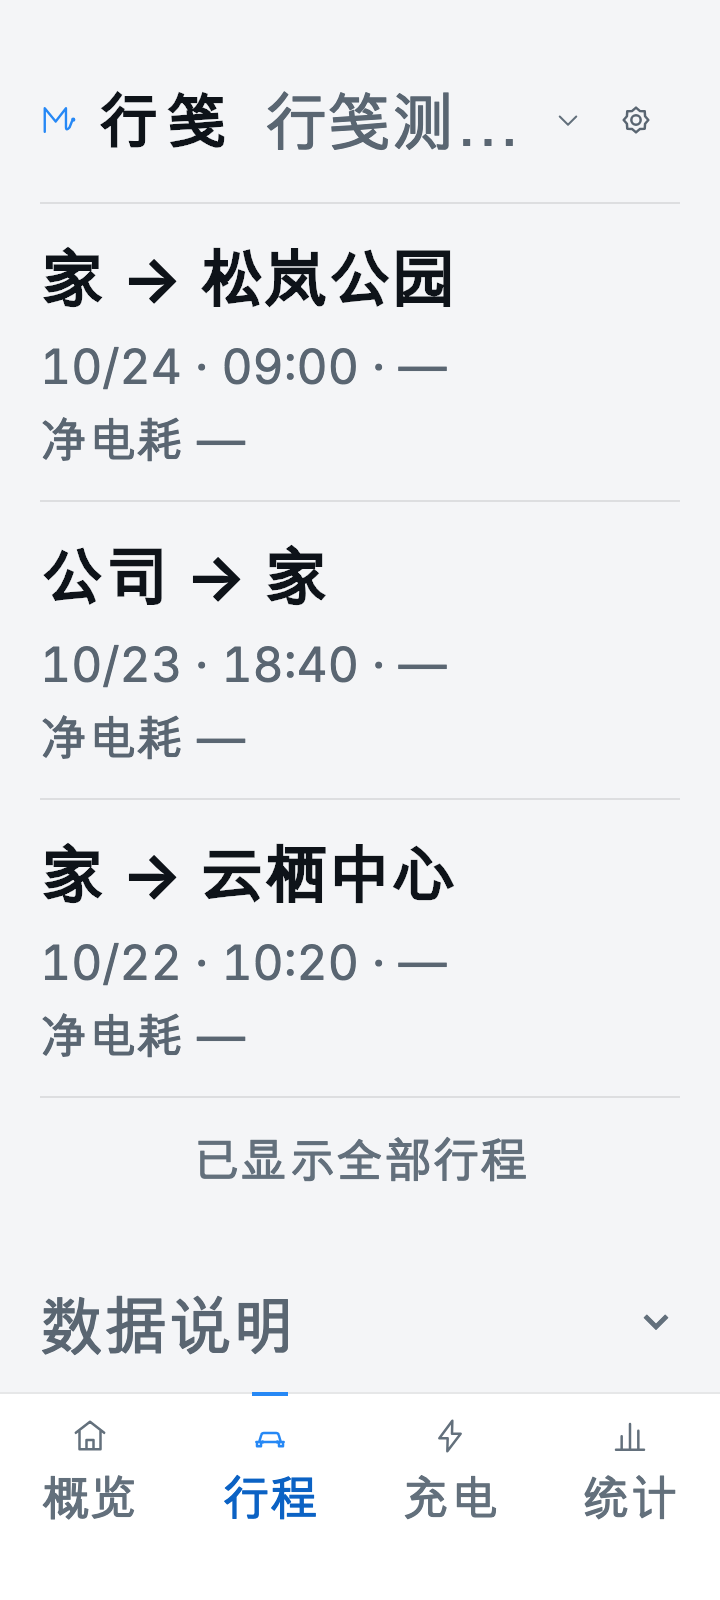 行笺 行笺测…
家 → 松岚公园
10/24 · 09:00 · —
净电耗 —
公司 → 家
10/23 · 18:40 · —
净电耗 —
家 → 云栖中心
10/22 · 10:20 · —
净电耗 —
已显示全部行程
数据说明
概览 行程 充电 统计